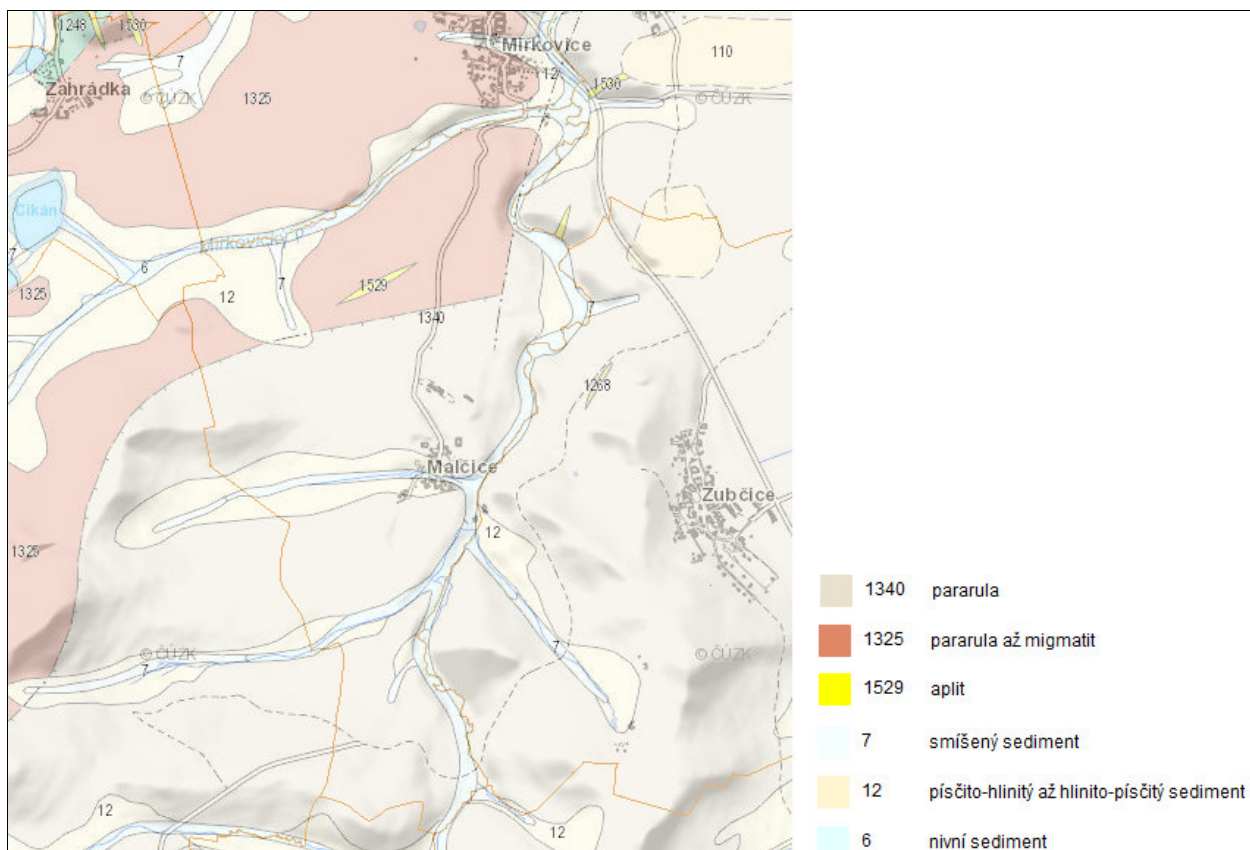 1248
1530
Mirkovice
7
12
110
Zahrádka
© ČÚZK
1325
1530
© ČÚZK
Cikán
Mirkovický p.
7
6
7
1325
12
1529
1340
7
1268
Malčice
Zubčice
12
1325
© ČÚZK
7
7
© ČÚZK
12
12
1340 pararula
1325 pararula až migmatit
1529 aplit
7 smíšený sediment
12 písčito-hlinitý až hlinito-písčitý sediment
6 nivní sediment